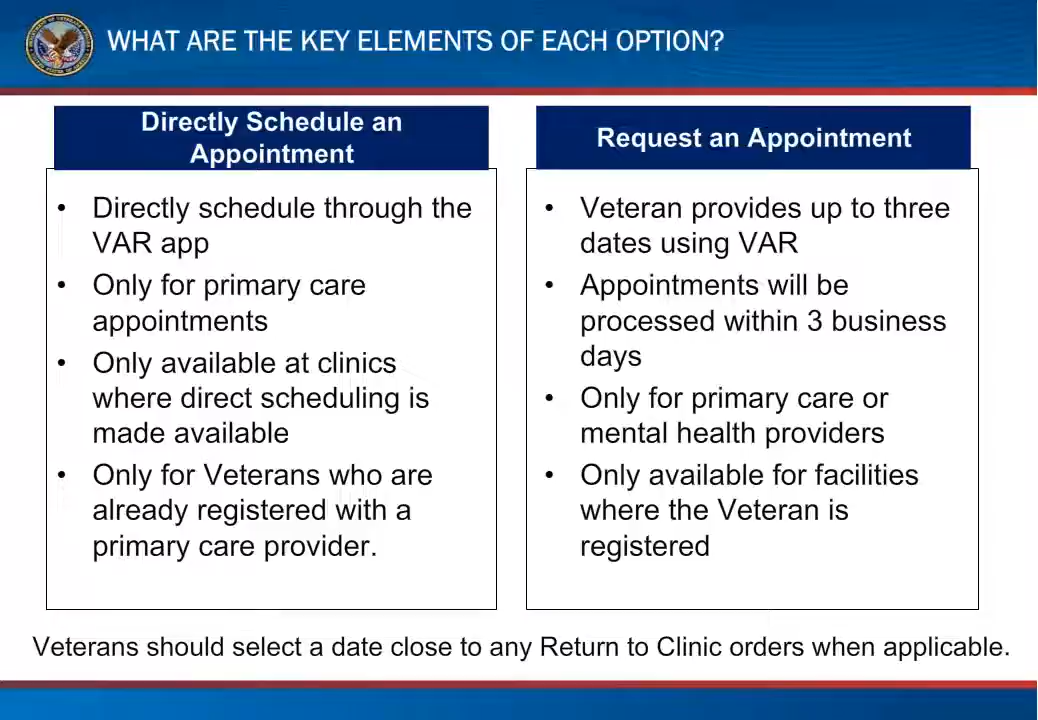 WHAT ARE THE KEY ELEMENTS OF EACH OPTION?
Directly Schedule an
Appointment
• Directly schedule through the
VAR app
• Only for primary care
appointments
• Only available at clinics
where direct scheduling is
made available
• Only for Veterans who are
already registered with a
primary care provider.
Request an Appointment
• Veteran provides up to three
dates using VAR
• Appointments will be
processed within 3 business
days
• Only for primary care or
mental health providers
• Only available for facilities
where the Veteran is
registered
Veterans should select a date close to any Return to Clinic orders when applicable.